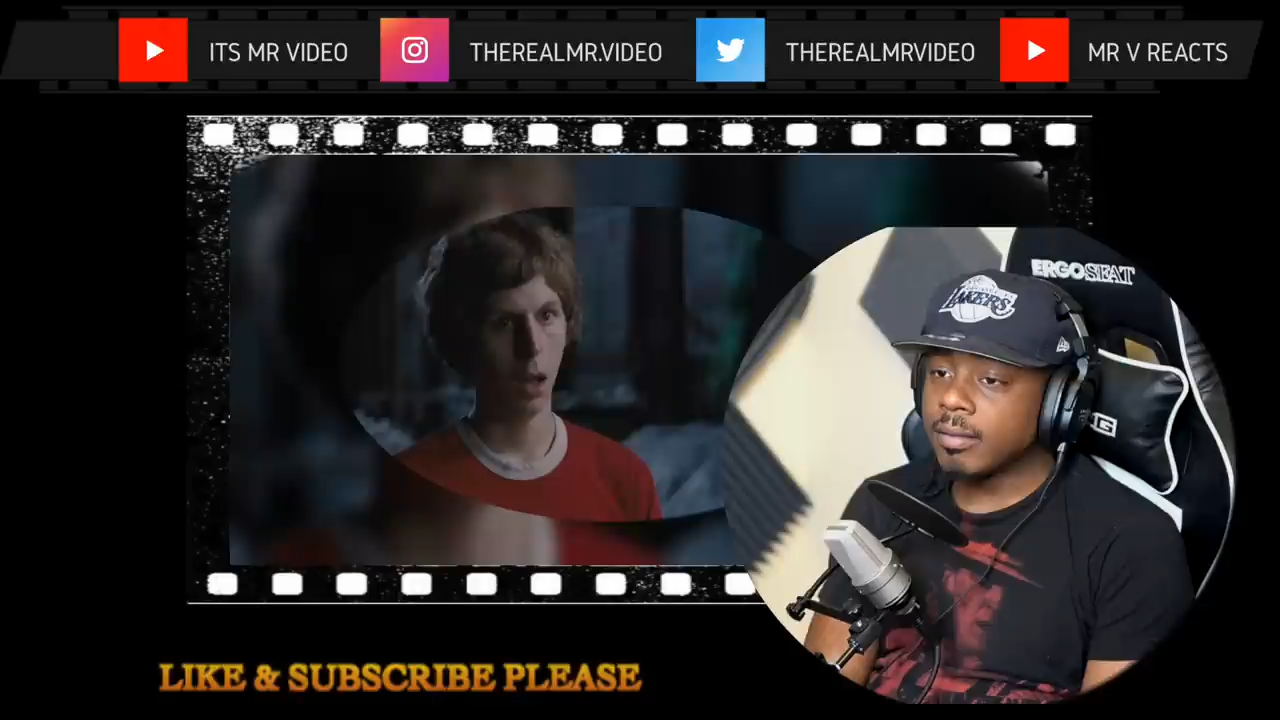 ITS MR VIDEO
THEREALMR.VIDEO
THEREALMRVIDEO
MR V REACTS
ERGOSEAT
LAKERS
LIKE & SUBSCRIBE PLEASE